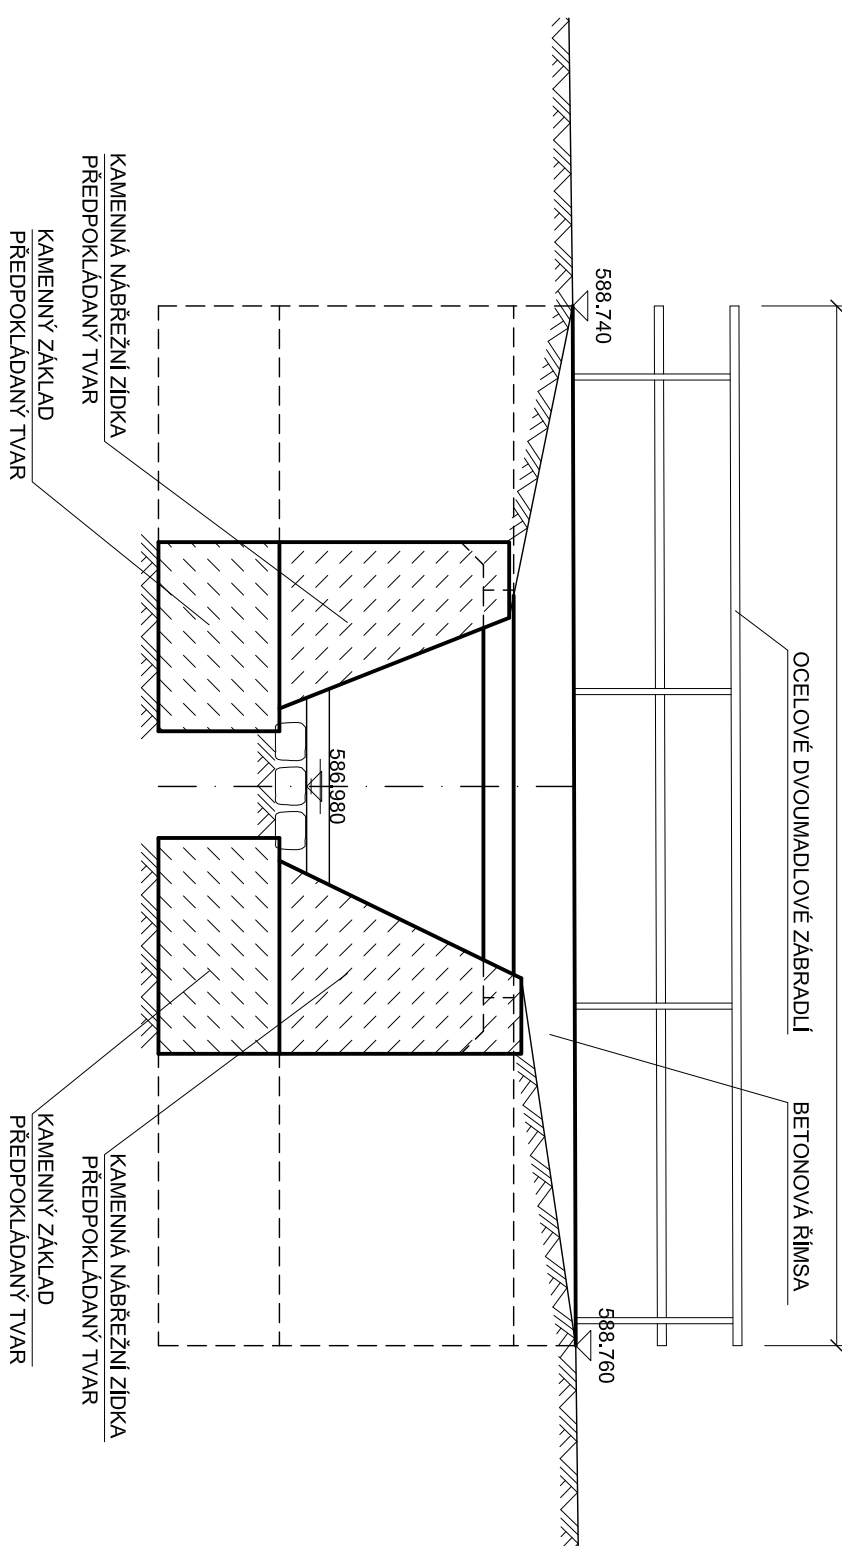 OCELOVÉ DVOUMADLOVÉ ZÁBRADLÍ
BETONOVÁ ŘÍMSA
588.740
588.760
586.980
KAMENNÁ NÁBŘEŽNÍ ZÍDKA
PŘEDPOKLÁDANÝ TVAR
KAMENNÁ NÁBŘEŽNÍ ZÍDKA
PŘEDPOKLÁDANÝ TVAR
KAMENNÝ ZÁKLAD
PŘEDPOKLÁDANÝ TVAR
KAMENNÝ ZÁKLAD
PŘEDPOKLÁDANÝ TVAR